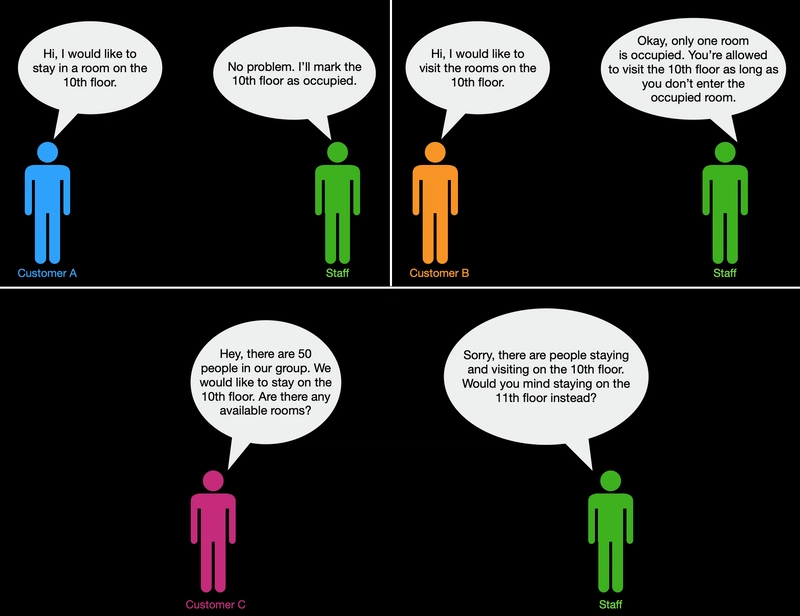 Hi, I would like to
stay in a room on the
10th floor.
No problem. I'll mark the
10th floor as occupied.
Customer A
Staff
Hi, I would like to
visit the rooms on the
10th floor.
Okay, only one room
is occupied. You're allowed
to visit the 10th floor as long as
you don't enter the
occupied room.
Customer B
Staff
Hey, there are 50
people in our group. We
would like to stay on the
10th floor. Are there any
available rooms?
Sorry, there are people staying
and visiting on the 10th floor.
Would you mind staying on the
11th floor instead?
Customer C
Staff